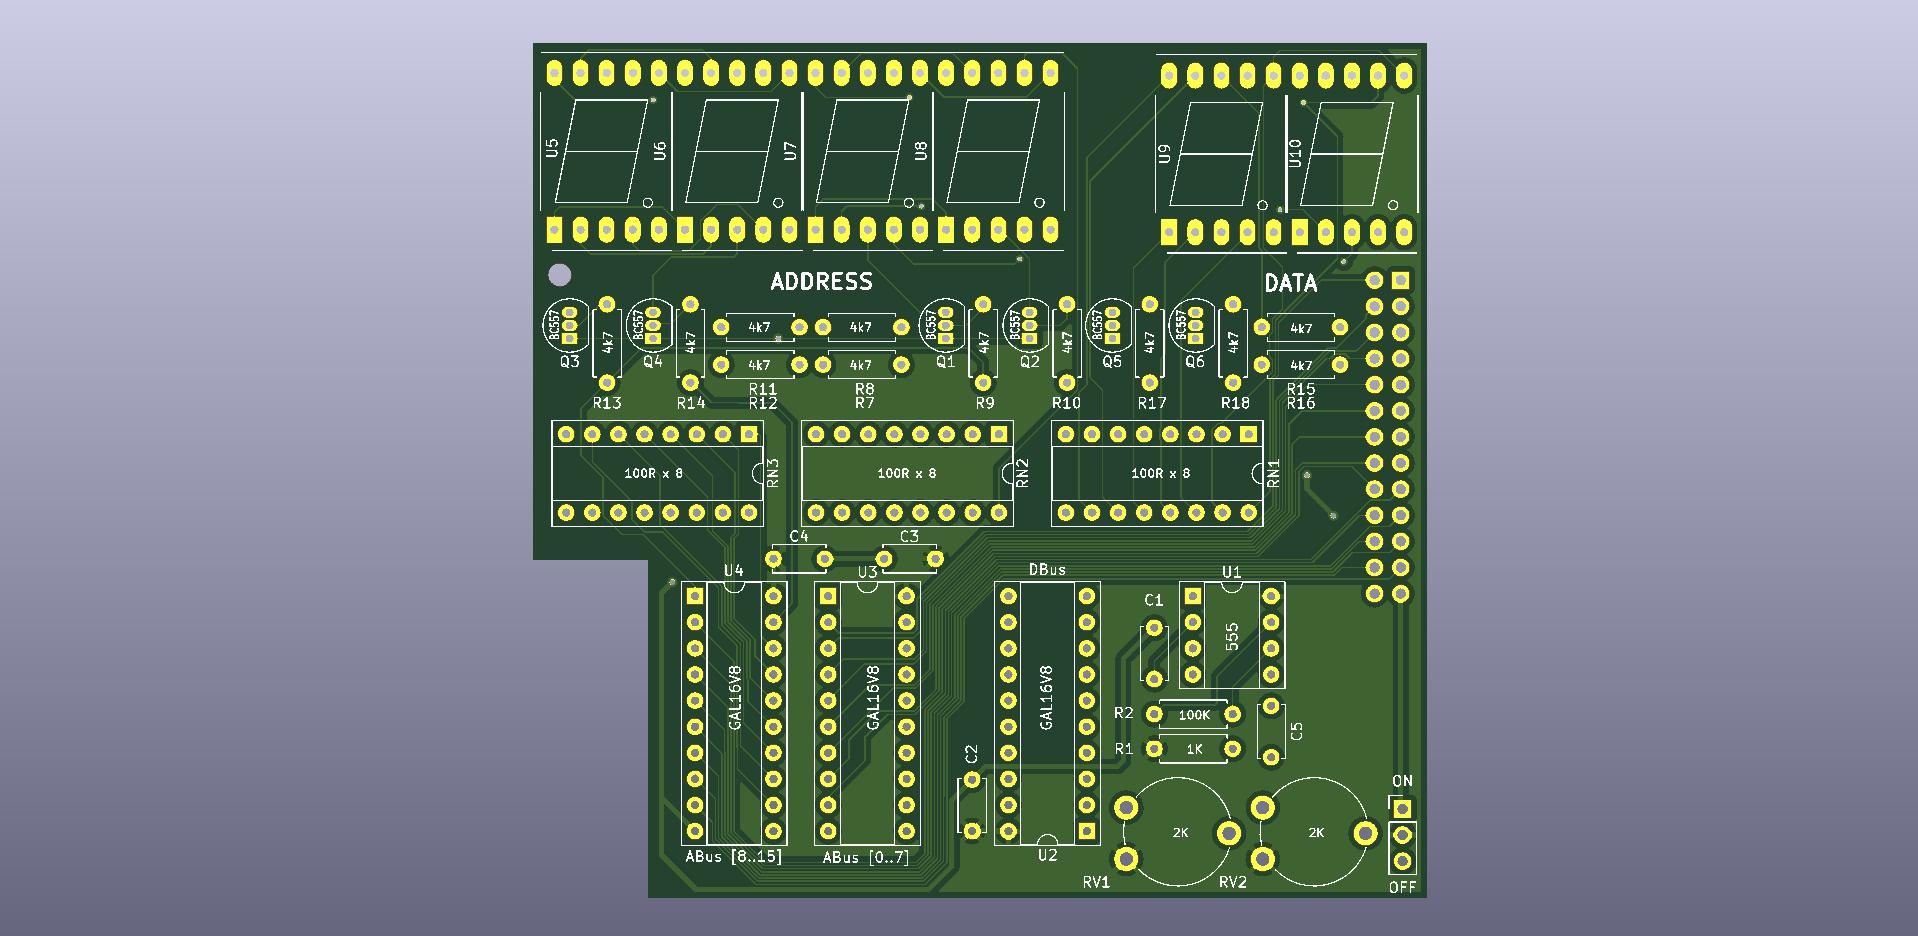 U5
U6
U7
U8
U9
U10
ADDRESS
DATA
BC557
4k7
BC557
4k7
4k7
4k7
BC557
4k7
BC557
4k7
BC557
4k7
BC557
4k7
4k7
4k7
4k7
4k7
Q3
Q4
Q1
Q2
Q5
Q6
R11
R8
R15
R13
R14
R12
R7
R9
R10
R17
R18
R16
100R x 8
RN3
100R x 8
RN2
100R x 8
RN1
C4
C3
U4
U3
DBus
U1
C1
555
GAL16V8
GAL16V8
GAL16V8
R2
100K
C5
R1
1K
C2
ON
2K
2K
ABus [8..15]
ABus [0..7]
U2
RV1
RV2
OFF